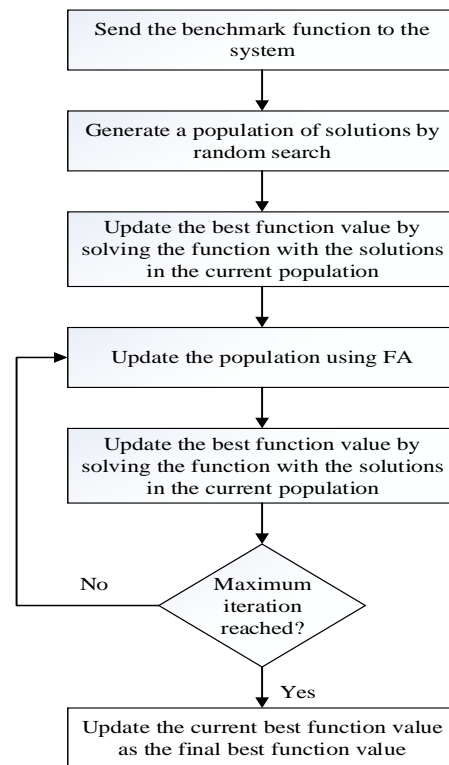 Send the benchmark function to the
system
Generate a population of solutions by
random search
Update the best function value by
solving the function with the solutions
in the current population
Update the population using FA
Update the best function value by
solving the function with the solutions
in the current population
No
Maximum
iteration
reached?
Yes
Update the current best function value
as the final best function value